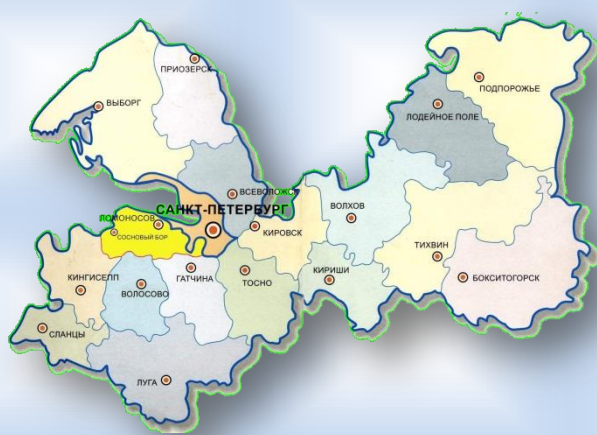 ПРИОЗЕРСК
ПОДПОРОЖЬЕ
ВЫБОРГ
ЛОДЕЙНОЕ ПОЛЕ
ВСЕВОЛОЖСК
САНКТ-ПЕТЕРБУРГ
ЛОМОНОСОВ
ВОЛХОВ
КИРОВСК
СОСНОВЫЙ БОР
ТИХВИН
КИНГИСЕПП
ГАТЧИНА
ТОСНО
КИРИШИ
БОКСИТОГОРСК
ВОЛОСОВО
СЛАНЦЫ
ЛУГА